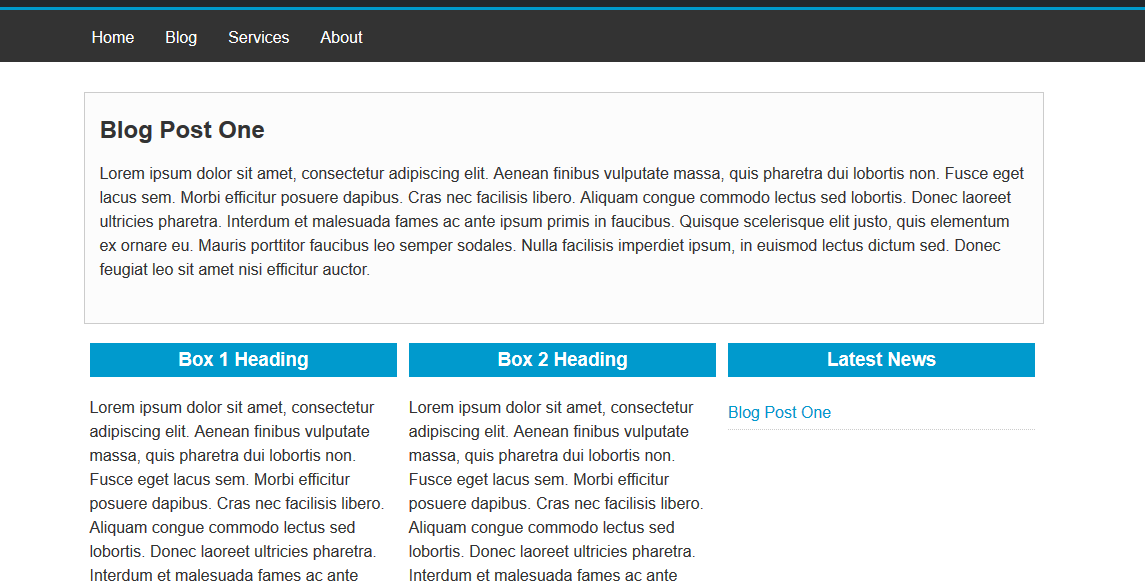 Home Blog Services About
Blog Post One
Lorem ipsum dolor sit amet, consectetur adipiscing elit. Aenean finibus vulputate massa, quis pharetra dui lobortis non. Fusce eget
lacus sem. Morbi efficitur posuere dapibus. Cras nec facilisis libero. Aliquam congue commodo lectus sed lobortis. Donec laoreet
ultricies pharetra. Interdum et malesuada fames ac ante ipsum primis in faucibus. Quisque scelerisque elit justo, quis elementum
ex ornare eu. Mauris porttitor faucibus leo semper sodales. Nulla facilisis imperdiet ipsum, in euismod lectus dictum sed. Donec
feugiat leo sit amet nisi efficitur auctor.
Box 1 Heading
Lorem ipsum dolor sit amet, consectetur
adipiscing elit. Aenean finibus vulputate
massa, quis pharetra dui lobortis non.
Fusce eget lacus sem. Morbi efficitur
posuere dapibus. Cras nec facilisis libero.
Aliquam congue commodo lectus sed
lobortis. Donec laoreet ultricies pharetra.
Interdum et malesuada fames ac ante
Box 2 Heading
Lorem ipsum dolor sit amet, consectetur
adipiscing elit. Aenean finibus vulputate
massa, quis pharetra dui lobortis non.
Fusce eget lacus sem. Morbi efficitur
posuere dapibus. Cras nec facilisis libero.
Aliquam congue commodo lectus sed
lobortis. Donec laoreet ultricies pharetra.
Interdum et malesuada fames ac ante
Latest News
Blog Post One